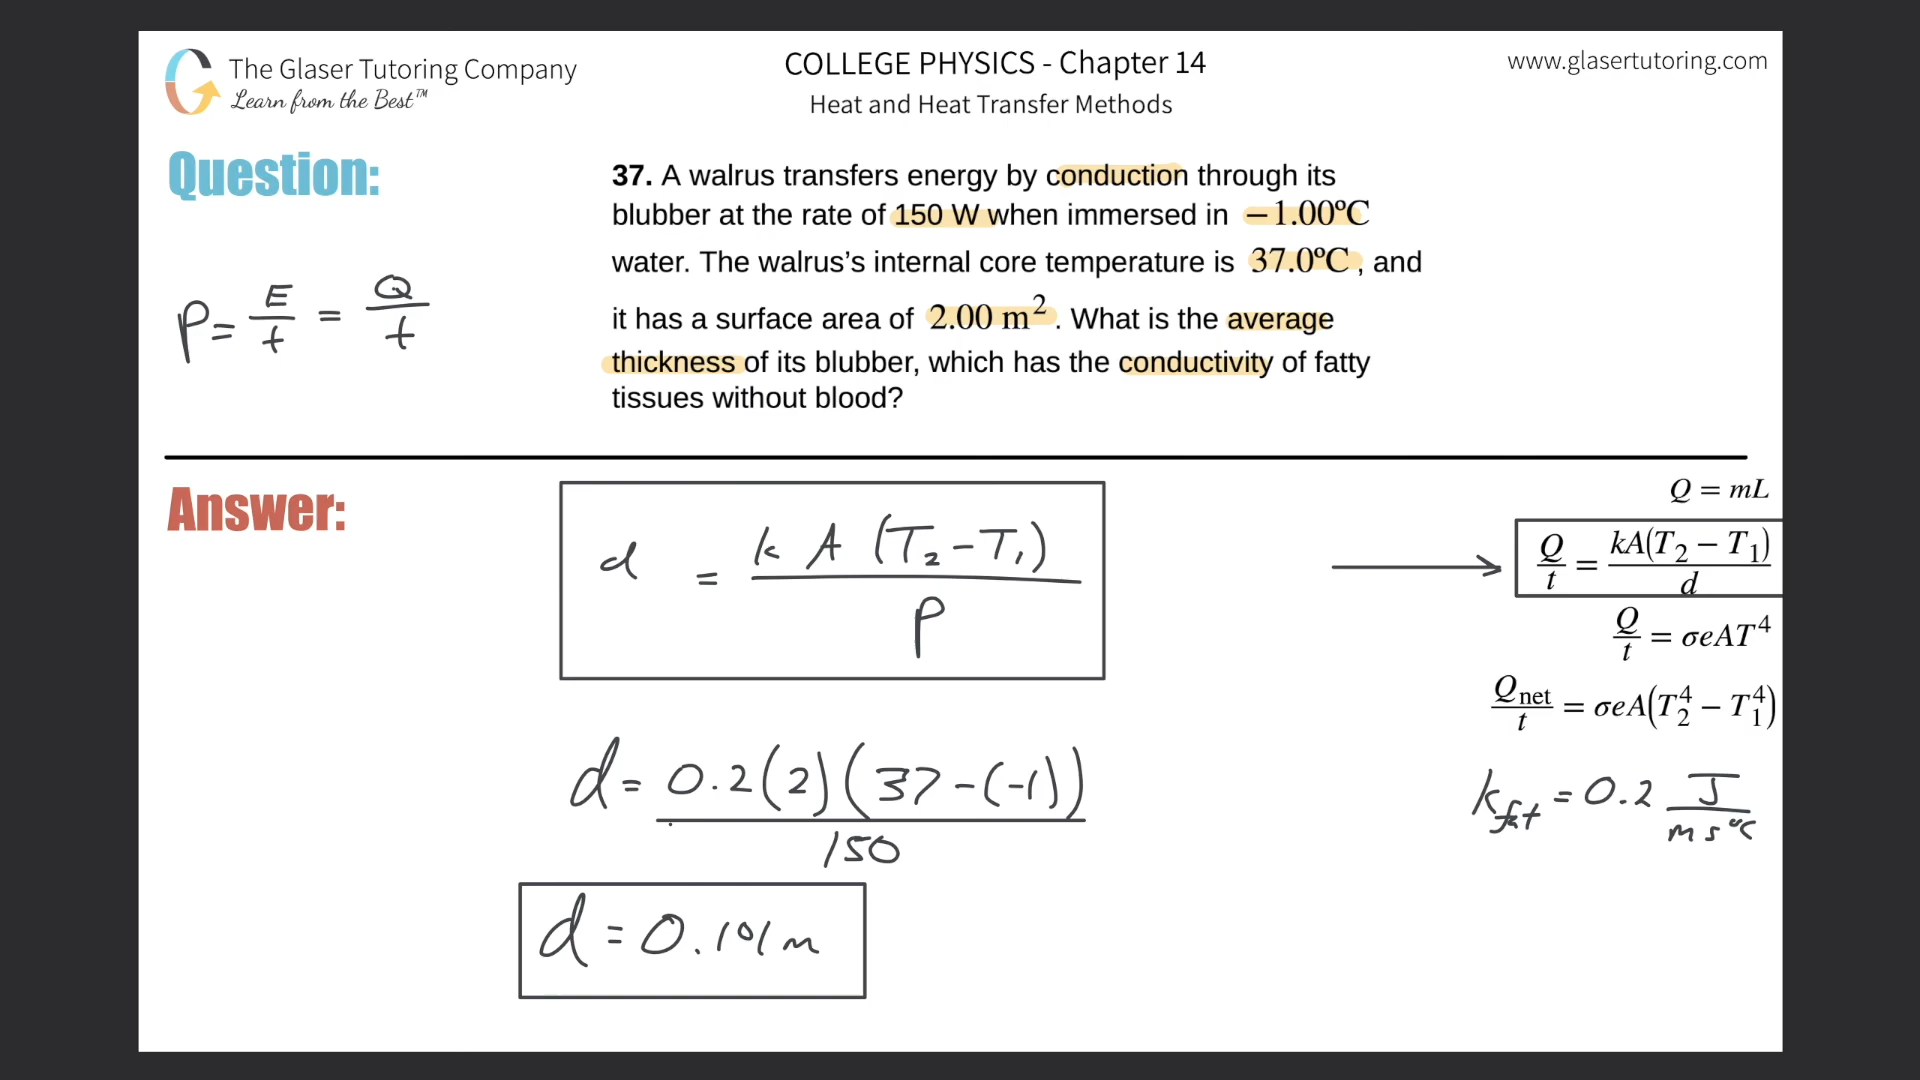 The Glaser Tutoring Company
Learn from the Best™
COLLEGE PHYSICS - Chapter 14
Heat and Heat Transfer Methods
www.glasertutoring.com
Question:
37. A walrus transfers energy by conduction through its
blubber at the rate of 150 W when immersed in −1.00ºC
water. The walrus’s internal core temperature is 37.0ºC, and
it has a surface area of 2.00 m². What is the average
thickness of its blubber, which has the conductivity of fatty
tissues without blood?
P = E/t = Q/t
Answer:
d = k A (T₂ − T₁) / P
d = 0.2(2)(37−(−1)) / 150
d = 0.101 m
Q = mL
Q/t = kA(T₂ − T₁)/d
Q/t = σeAT⁴
Qnet/t = σeA(T₂⁴ − T₁⁴)
kfat = 0.2 J / m s °C